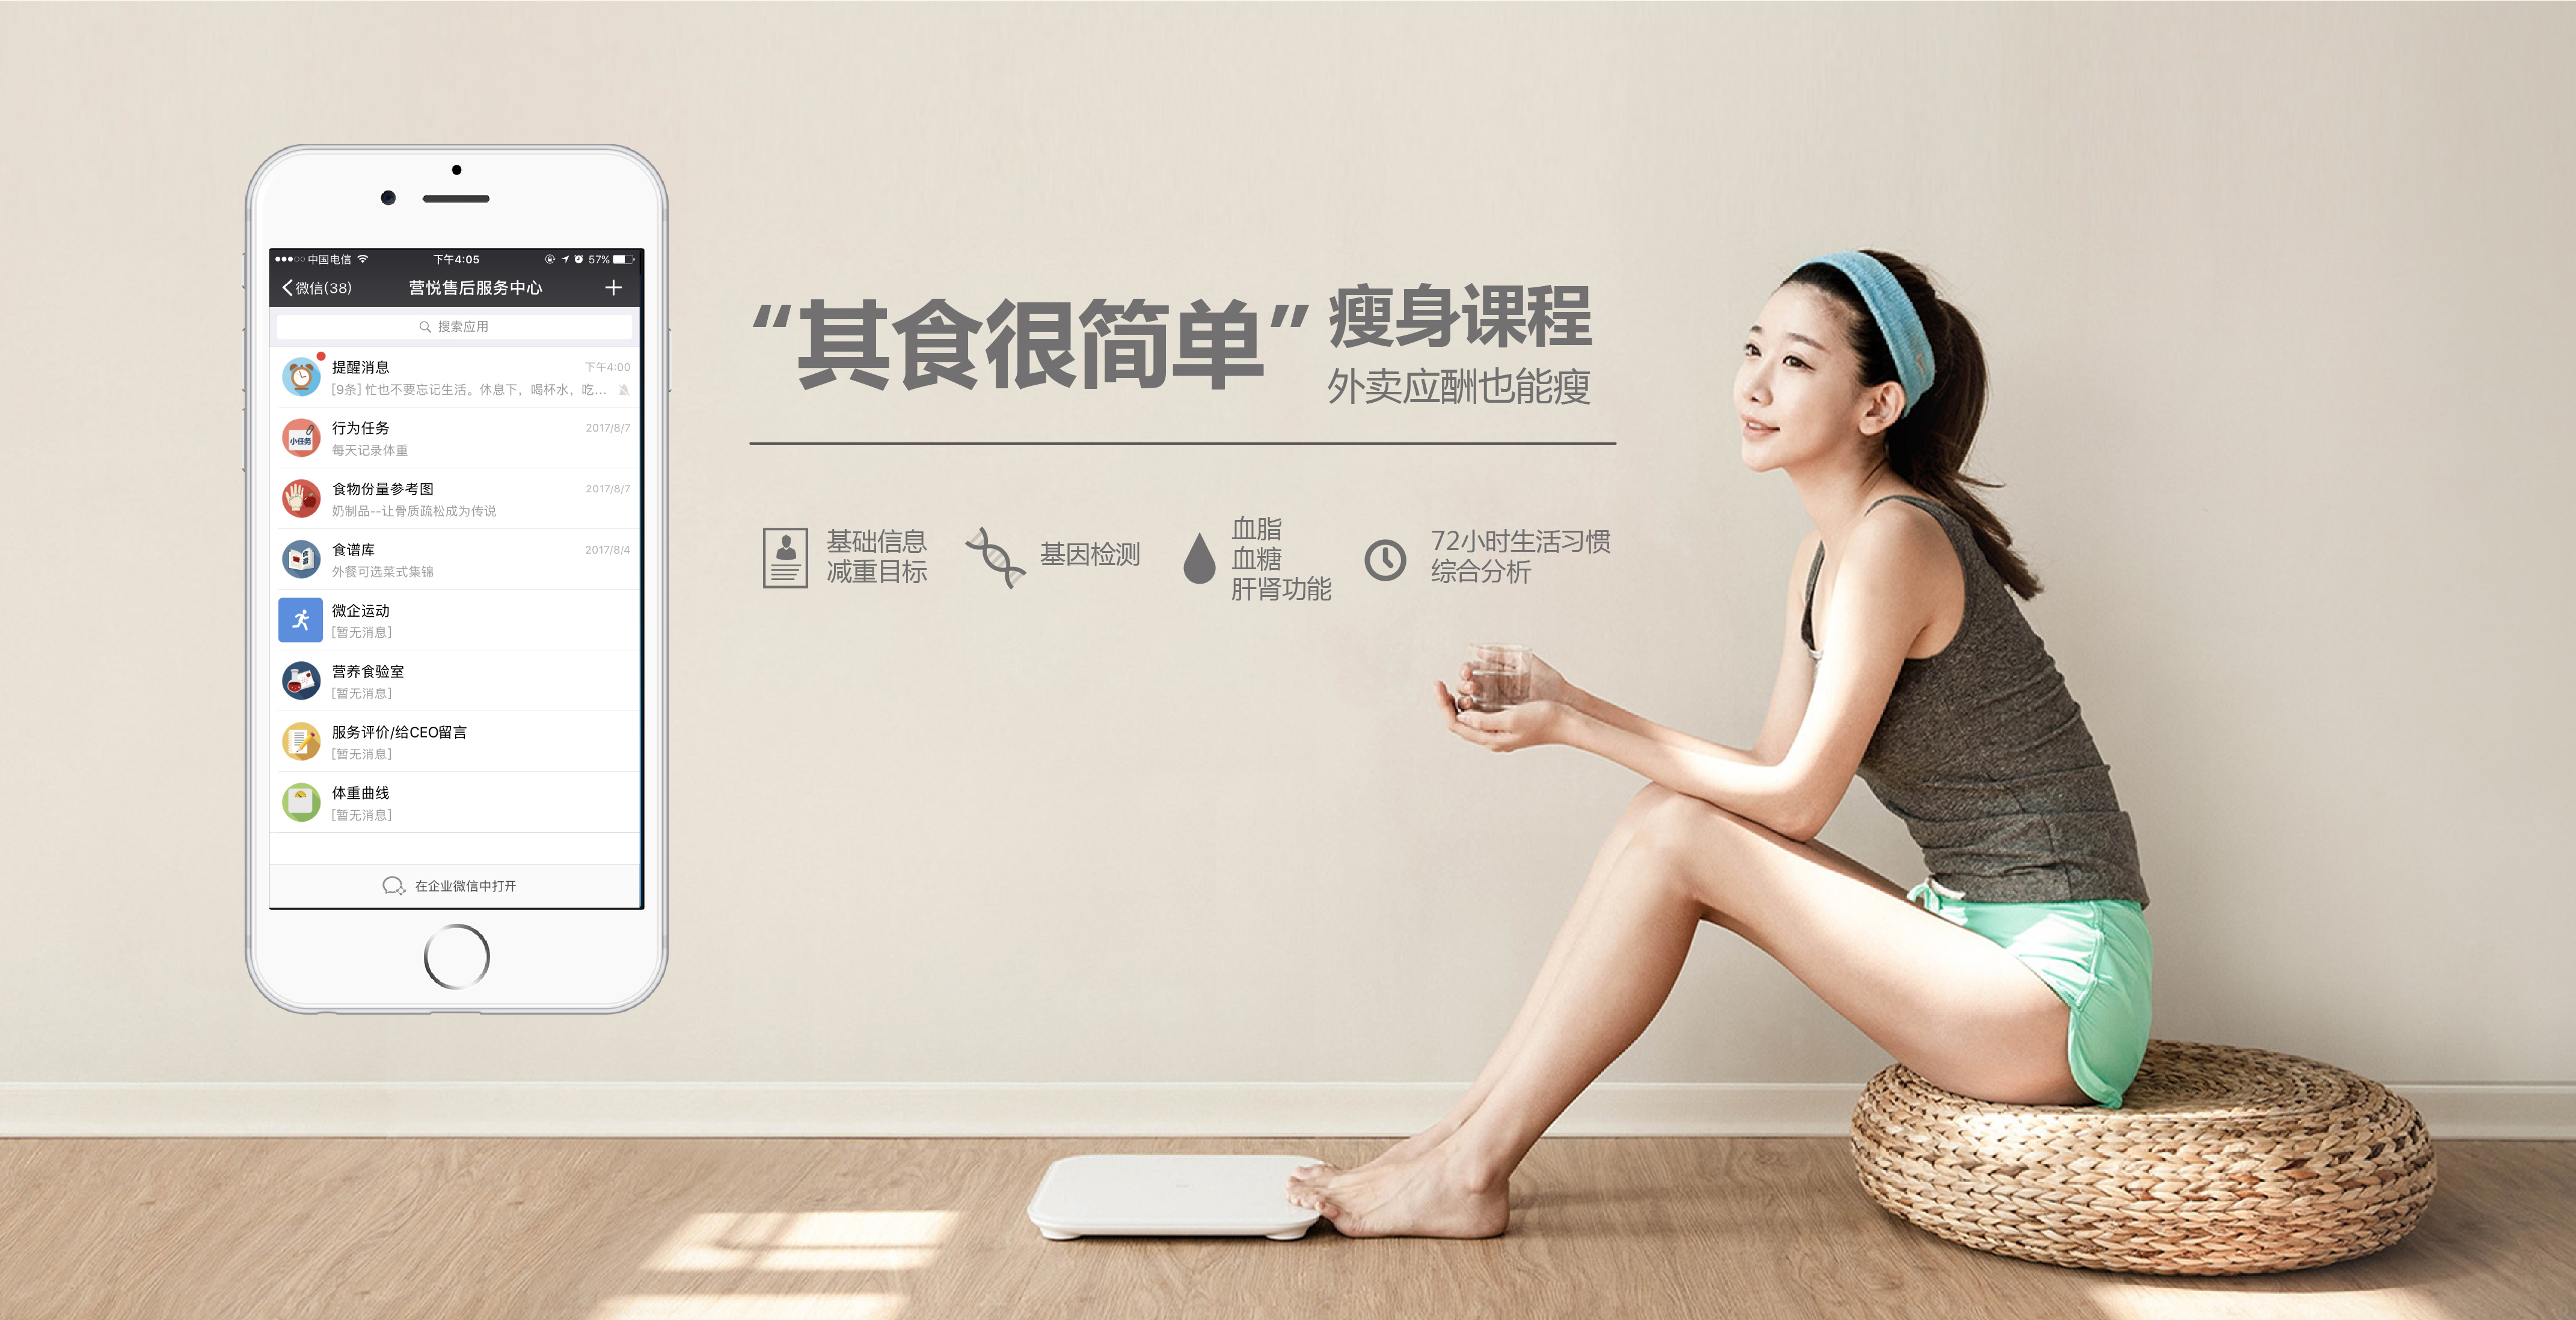 中国电信 下午4:05 57%
微信(38) 营悦售后服务中心
搜索应用
提醒消息 下午4:00
[9条] 忙也不要忘记生活。休息下，喝杯水，吃...
小任务
行为任务 2017/8/7
每天记录体重
食物份量参考图 2017/8/7
奶制品--让骨质疏松成为传说
食谱库 2017/8/4
外餐可选菜式集锦
微企运动
[暂无消息]
营养食验室
[暂无消息]
服务评价/给CEO留言
[暂无消息]
体重曲线
[暂无消息]
在企业微信中打开
“其食很简单” 瘦身课程
外卖应酬也能瘦
基础信息
减重目标
基因检测
血脂
血糖
肝肾功能
72小时生活习惯
综合分析